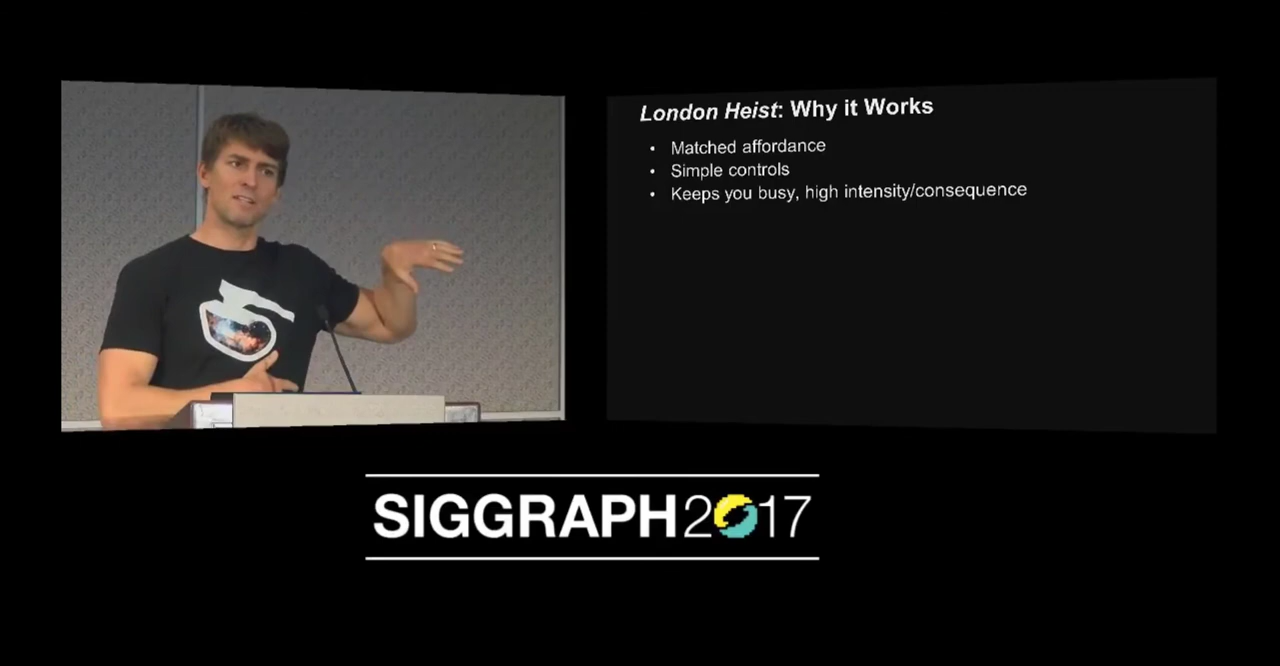 London Heist: Why it Works
• Matched affordance
• Simple controls
• Keeps you busy, high intensity/consequence
SIGGRAPH2017